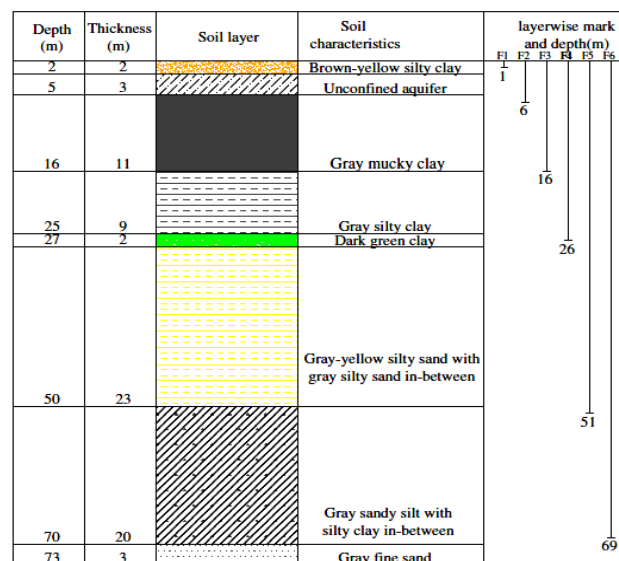 Depth Thickness Soil layer Soil layerwise mark
(m) (m) characteristics and depth(m)
F1 F2 F3 F4 F5 F6
2 2 Brown-yellow silty clay
1
5 3 Unconfined aquifer
6
16 11 Gray mucky clay
16
25 9 Gray silty clay
27 2 Dark green clay
26
Gray-yellow silty sand with
50 23 gray silty sand in-between
51
Gray sandy silt with
70 20 silty clay in-between
69
73 3 Gray fine sand